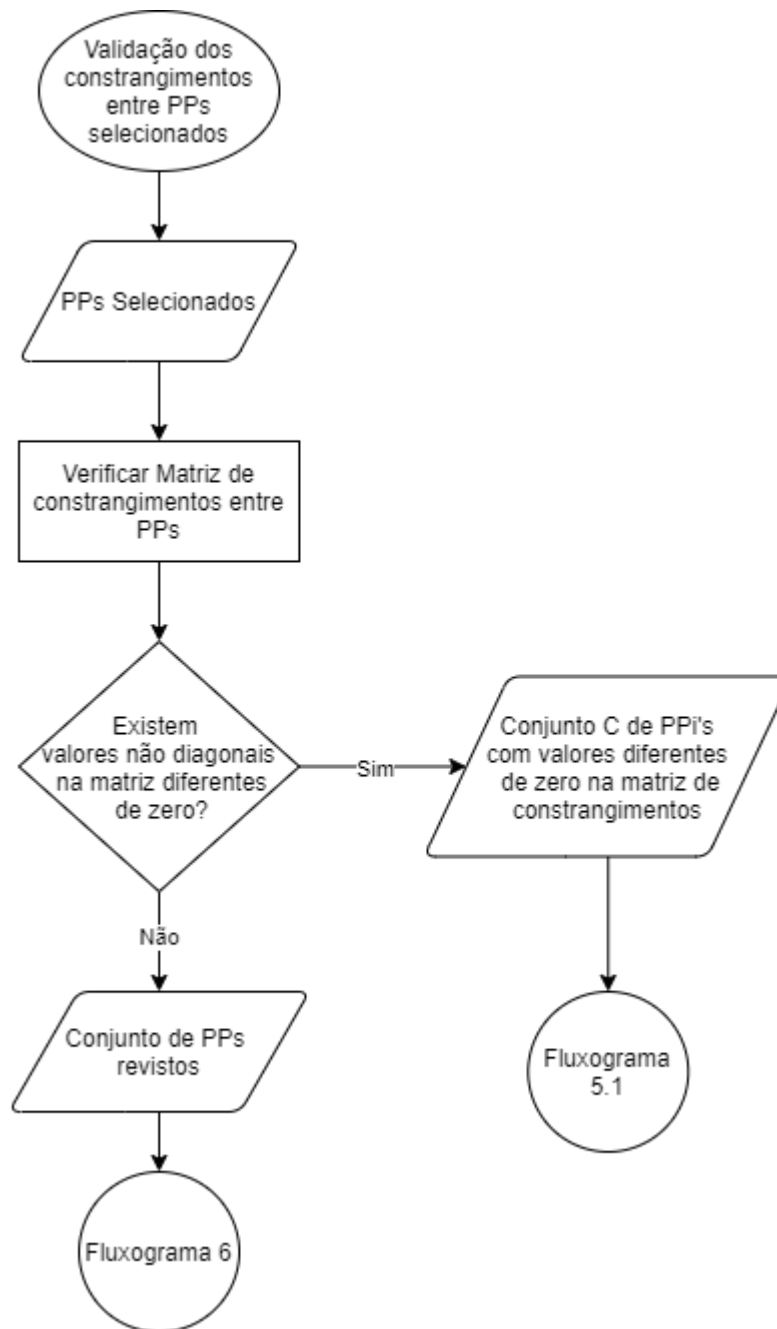 Validação dos
constrangimentos
entre PPs
selecionados
PPs Selecionados
Verificar Matriz de
constrangimentos entre
PPs
Existem
valores não diagonais
na matriz diferentes
de zero?
Sim
Conjunto C de PPi's
com valores diferentes
de zero na matriz de
constrangimentos
Não
Conjunto de PPs
revistos
Fluxograma
5.1
Fluxograma 6